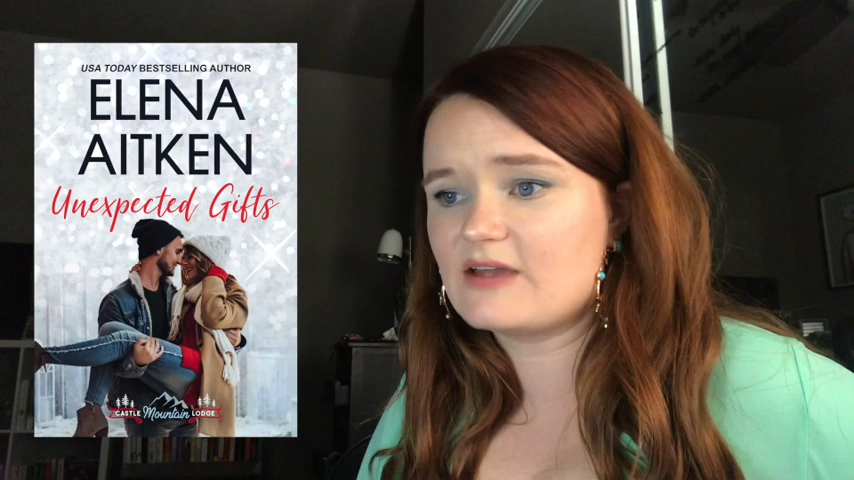 USA TODAY BESTSELLING AUTHOR
ELENA
AITKEN
Unexpected Gifts
CASTLE Mountain LODGE